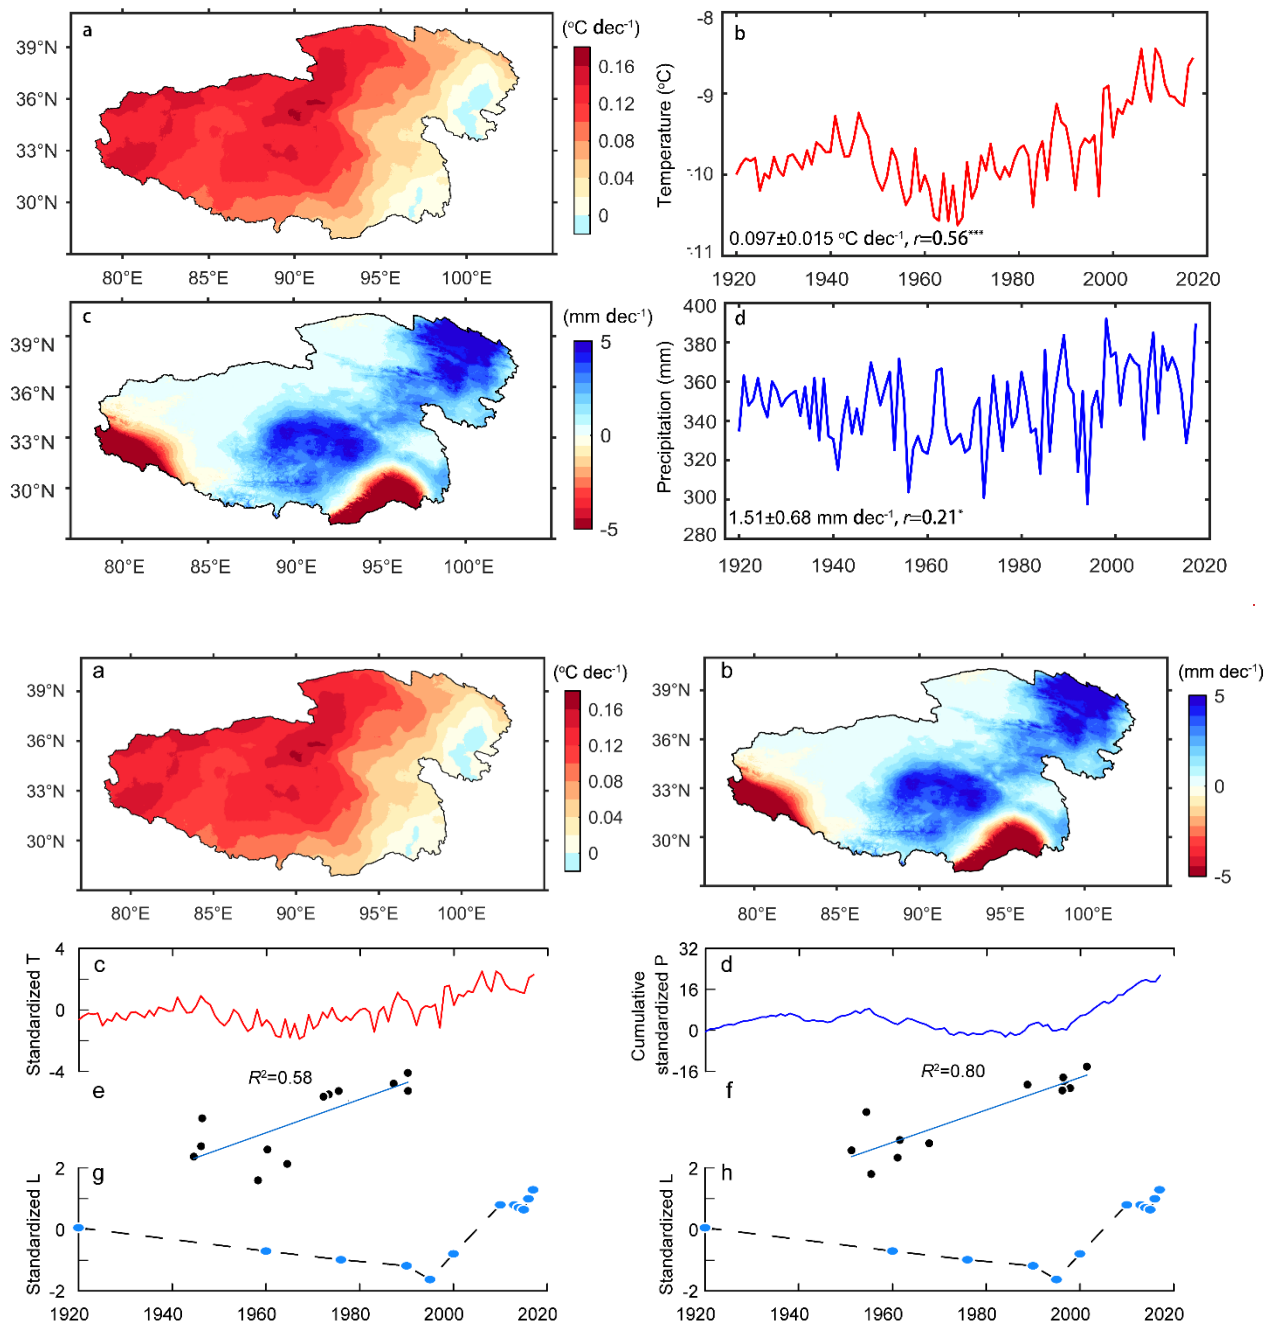 a
(°C dec⁻¹)
39°N
36°N
33°N
30°N
0.16
0.12
0.08
0.04
0
80°E 85°E 90°E 95°E 100°E
b
Temperature (°C)
-8
-9
-10
-11
0.097±0.015 °C dec⁻¹, r=0.56***
1920 1940 1960 1980 2000 2020
c
(mm dec⁻¹)
39°N
36°N
33°N
30°N
5
0
-5
80°E 85°E 90°E 95°E 100°E
d
Precipitation (mm)
400
380
360
340
320
300
280
1.51±0.68 mm dec⁻¹, r=0.21*
1920 1940 1960 1980 2000 2020
a
(°C dec⁻¹)
39°N
36°N
33°N
30°N
0.16
0.12
0.08
0.04
0
80°E 85°E 90°E 95°E 100°E
b
(mm dec⁻¹)
39°N
36°N
33°N
30°N
5
0
-5
80°E 85°E 90°E 95°E 100°E
c
Standardized T
4
0
-4
d
Cumulative
standardized P
32
16
0
-16
e
R²=0.58
f
R²=0.80
g
Standardized L
2
0
-2
1920 1940 1960 1980 2000 2020
h
Standardized L
2
0
-2
1920 1940 1960 1980 2000 2020